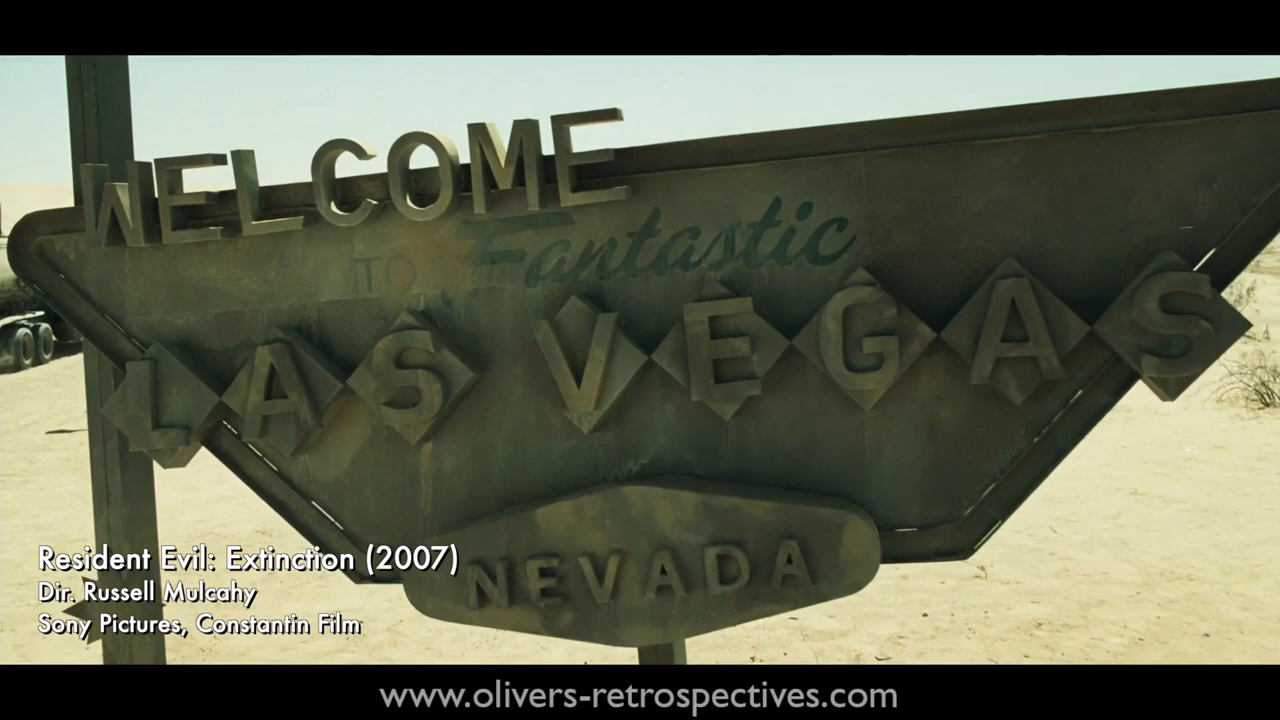 WELCOME
TO Fantastic
LAS VEGAS
NEVADA
Resident Evil: Extinction (2007)
Dir. Russell Mulcahy
Sony Pictures, Constantin Film
www.olivers-retrospectives.com